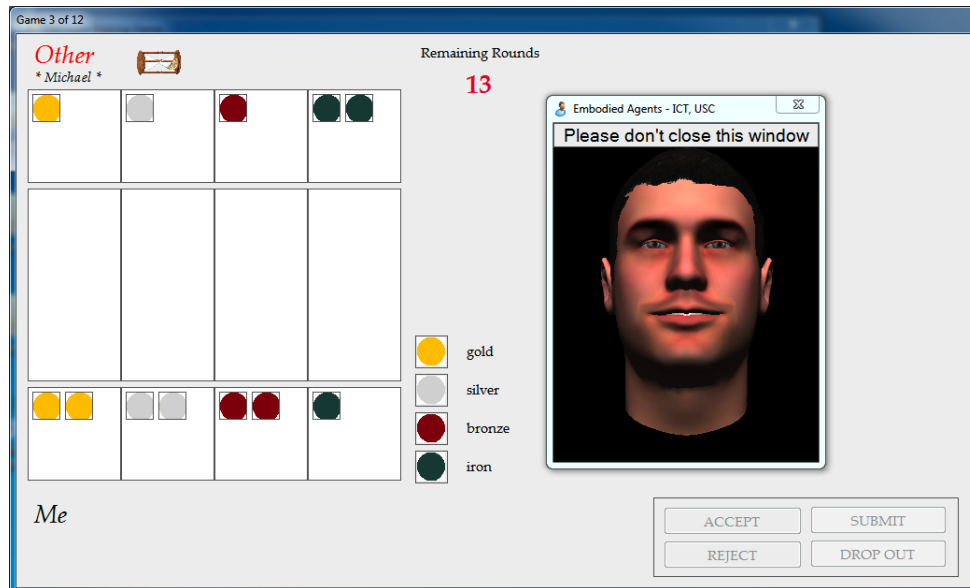 Game 3 of 12
Other
* Michael *
Remaining Rounds
13
Embodied Agents - ICT, USC
Please don't close this window
gold
silver
bronze
iron
Me
ACCEPT
SUBMIT
REJECT
DROP OUT